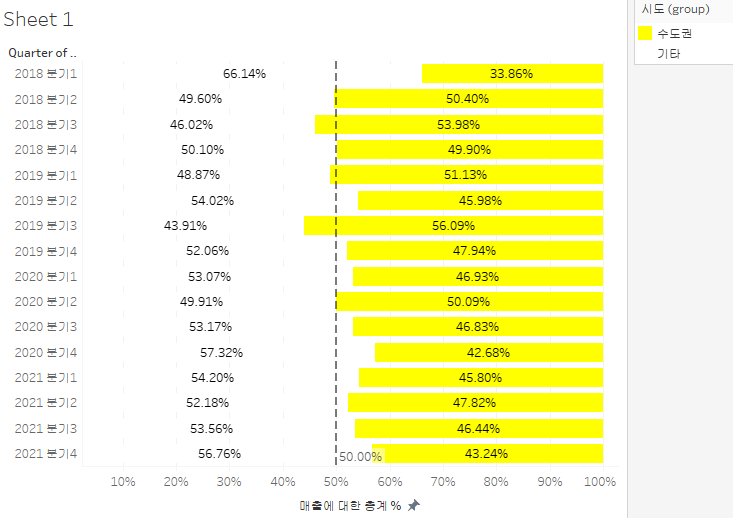 Sheet 1
Quarter of ..
2018 분기1 66.14% 33.86%
2018 분기2 49.60% 50.40%
2018 분기3 46.02% 53.98%
2018 분기4 50.10% 49.90%
2019 분기1 48.87% 51.13%
2019 분기2 54.02% 45.98%
2019 분기3 43.91% 56.09%
2019 분기4 52.06% 47.94%
2020 분기1 53.07% 46.93%
2020 분기2 49.91% 50.09%
2020 분기3 53.17% 46.83%
2020 분기4 57.32% 42.68%
2021 분기1 54.20% 45.80%
2021 분기2 52.18% 47.82%
2021 분기3 53.56% 46.44%
2021 분기4 56.76% 50.00% 43.24%
10% 20% 30% 40% 50% 60% 70% 80% 90% 100%
매출에 대한 총계 %
시도 (group)
수도권
기타